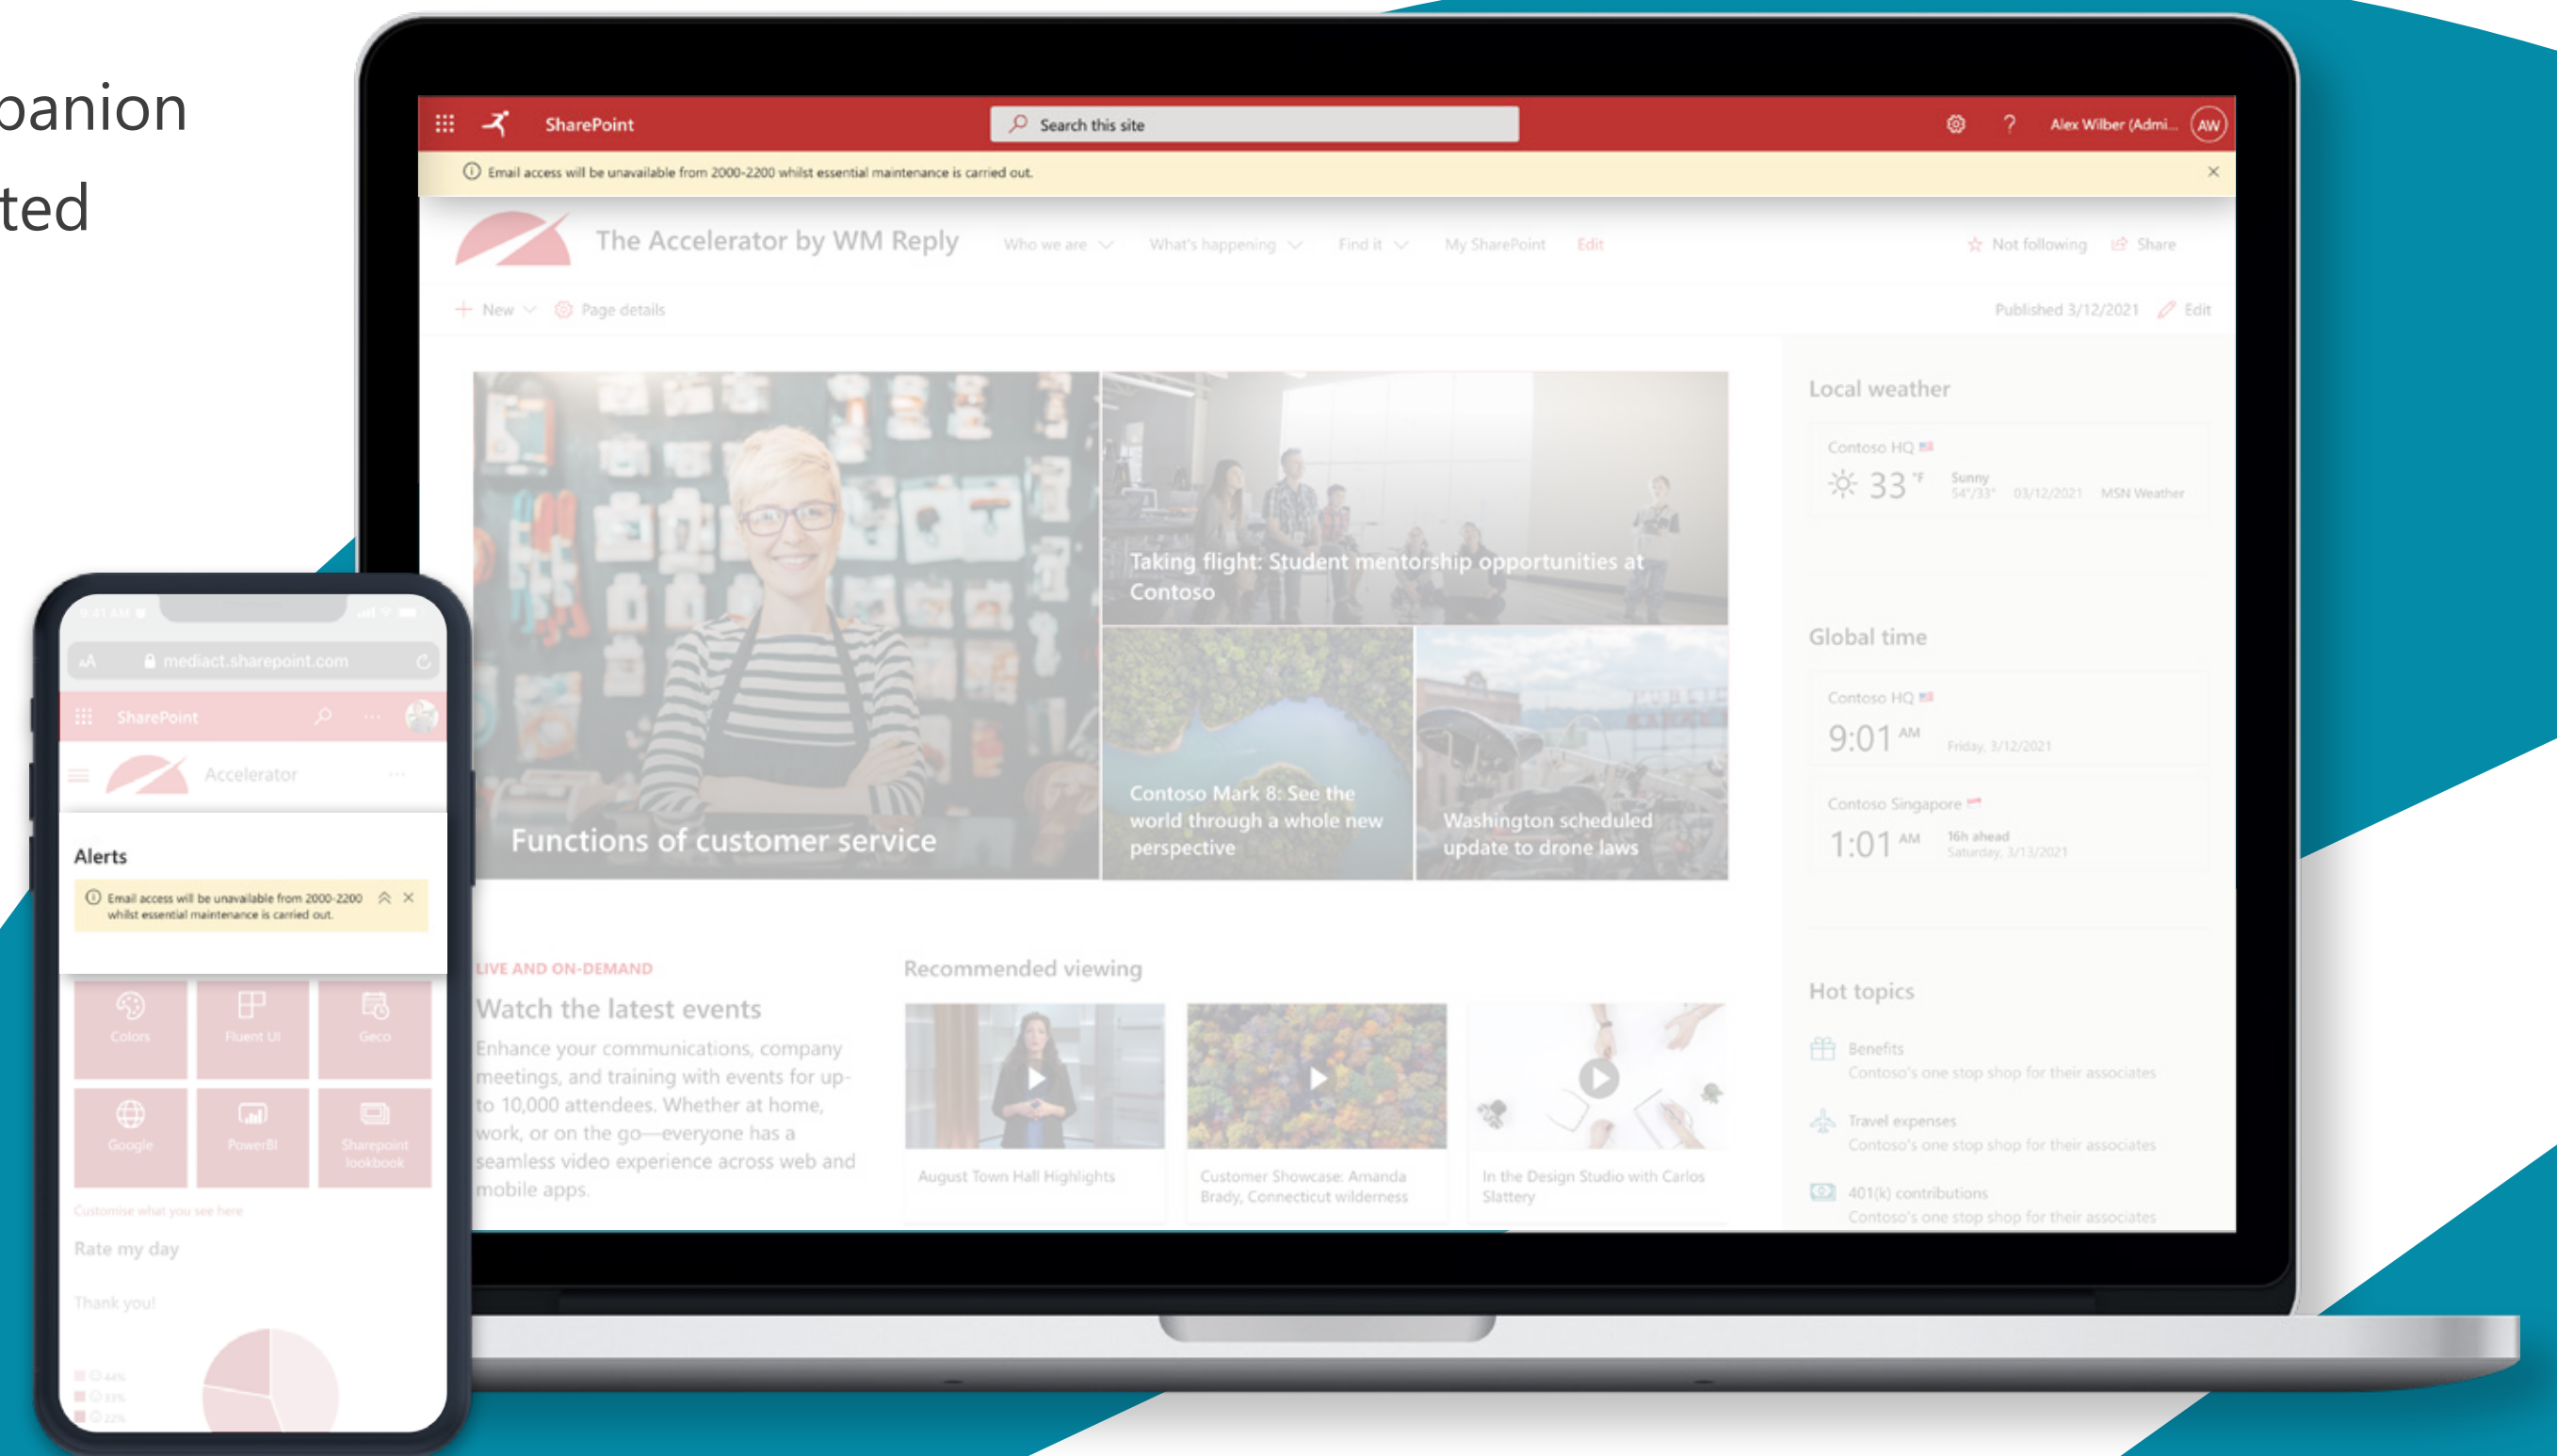 panion
ted
SharePoint
Search this site
Alex Wilber (Admi...
AW
Email access will be unavailable from 2000-2200 whilst essential maintenance is carried out.
The Accelerator by WM Reply
Who we are
What's happening
Find it
My SharePoint
Edit
Not following
Share
New
Page details
Published 3/12/2021
Edit
Functions of customer service
Taking flight: Student mentorship opportunities at
Contoso
Contoso Mark 8: See the
world through a whole new
perspective
Washington scheduled
update to drone laws
PUBLIC
MARKET
Local weather
Contoso HQ
33 °F
Sunny
54°/33°
03/12/2021
MSN Weather
Global time
Contoso HQ
9:01 AM
Friday, 3/12/2021
Contoso Singapore
1:01 AM
16h ahead
Saturday, 3/13/2021
Hot topics
Benefits
Contoso's one stop shop for their associates
Travel expenses
Contoso's one stop shop for their associates
401(k) contributions
Contoso's one stop shop for their associates
LIVE AND ON-DEMAND
Watch the latest events
Enhance your communications, company
meetings, and training with events for up-
to 10,000 attendees. Whether at home,
work, or on the go—everyone has a
seamless video experience across web and
mobile apps.
Recommended viewing
August Town Hall Highlights
Customer Showcase: Amanda
Brady, Connecticut wilderness
In the Design Studio with Carlos
Slattery
9:41 AM
AA
mediact.sharepoint.com
SharePoint
Accelerator
Alerts
Email access will be unavailable from 2000-2200
whilst essential maintenance is carried out.
Colors
Fluent UI
Geco
Google
PowerBI
Sharepoint
lookbook
Customise what you see here
Rate my day
Thank you!
44%
33%
22%